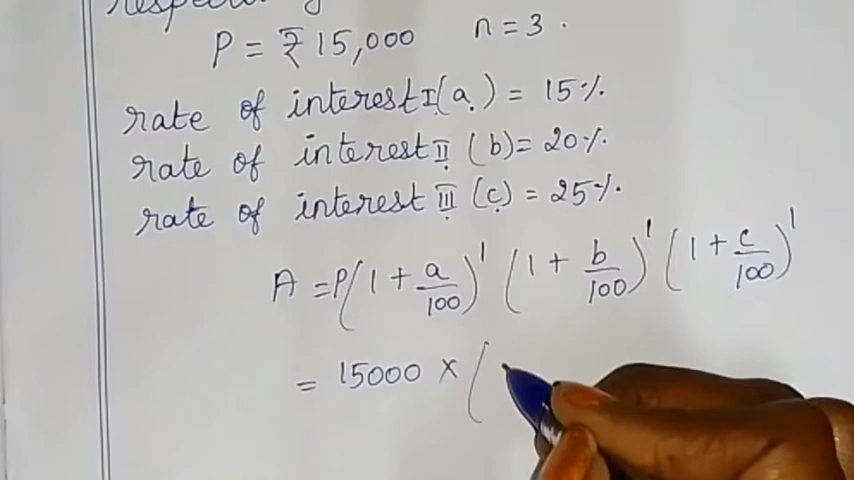 respectively
P = ₹ 15,000 n = 3.
rate of interest I (a) = 15%
rate of interest II (b) = 20%.
rate of interest III (c) = 25%.
A = P(1 + a/100)^1 (1 + b/100)^1 (1 + c/100)^1
= 15000 × (